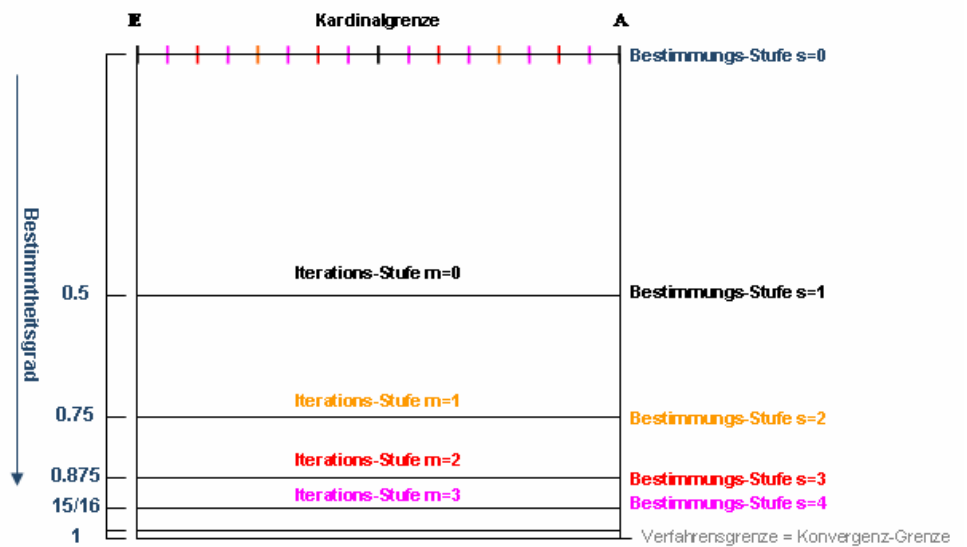 E Kardinalgrenze A
Bestimmungs-Stufe s=0
Bestimmtheitsgrad
Iterations-Stufe m=0
0.5 Bestimmungs-Stufe s=1
Iterations-Stufe m=1
0.75 Bestimmungs-Stufe s=2
Iterations-Stufe m=2
0.875 Bestimmungs-Stufe s=3
Iterations-Stufe m=3
15/16 Bestimmungs-Stufe s=4
1 Verfahrensgrenze = Konvergenz-Grenze